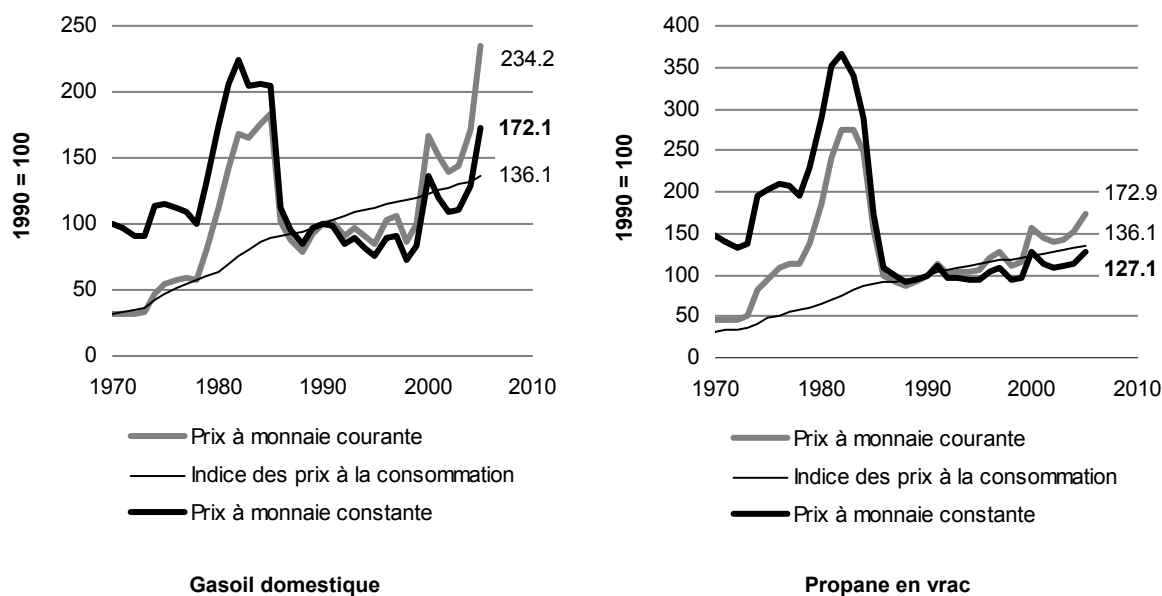 250
200
150
100
50
0
1990 = 100
234.2
172.1
136.1
1970 1980 1990 2000 2010
Prix à monnaie courante
Indice des prix à la consommation
Prix à monnaie constante
Gasoil domestique
400
350
300
250
200
150
100
50
0
1990 = 100
172.9
136.1
127.1
1970 1980 1990 2000 2010
Prix à monnaie courante
Indice des prix à la consommation
Prix à monnaie constante
Propane en vrac